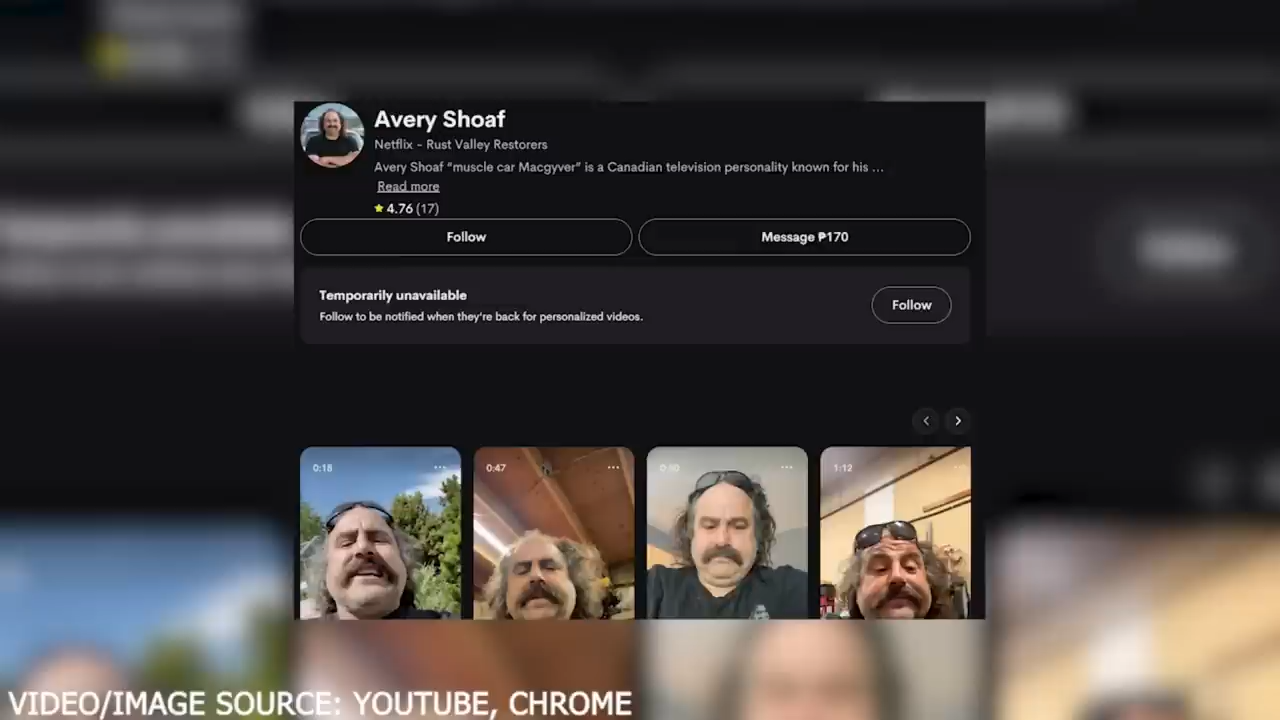 Avery Shoaf
Netflix - Rust Valley Restorers
Avery Shoaf “muscle car Macgyver” is a Canadian television personality known for his ...
Read more
4.76 (17)
Follow
Message ₱170
Temporarily unavailable
Follow to be notified when they're back for personalized videos.
Follow
0:18
0:47
1:12
VIDEO/IMAGE SOURCE: YOUTUBE, CHROME